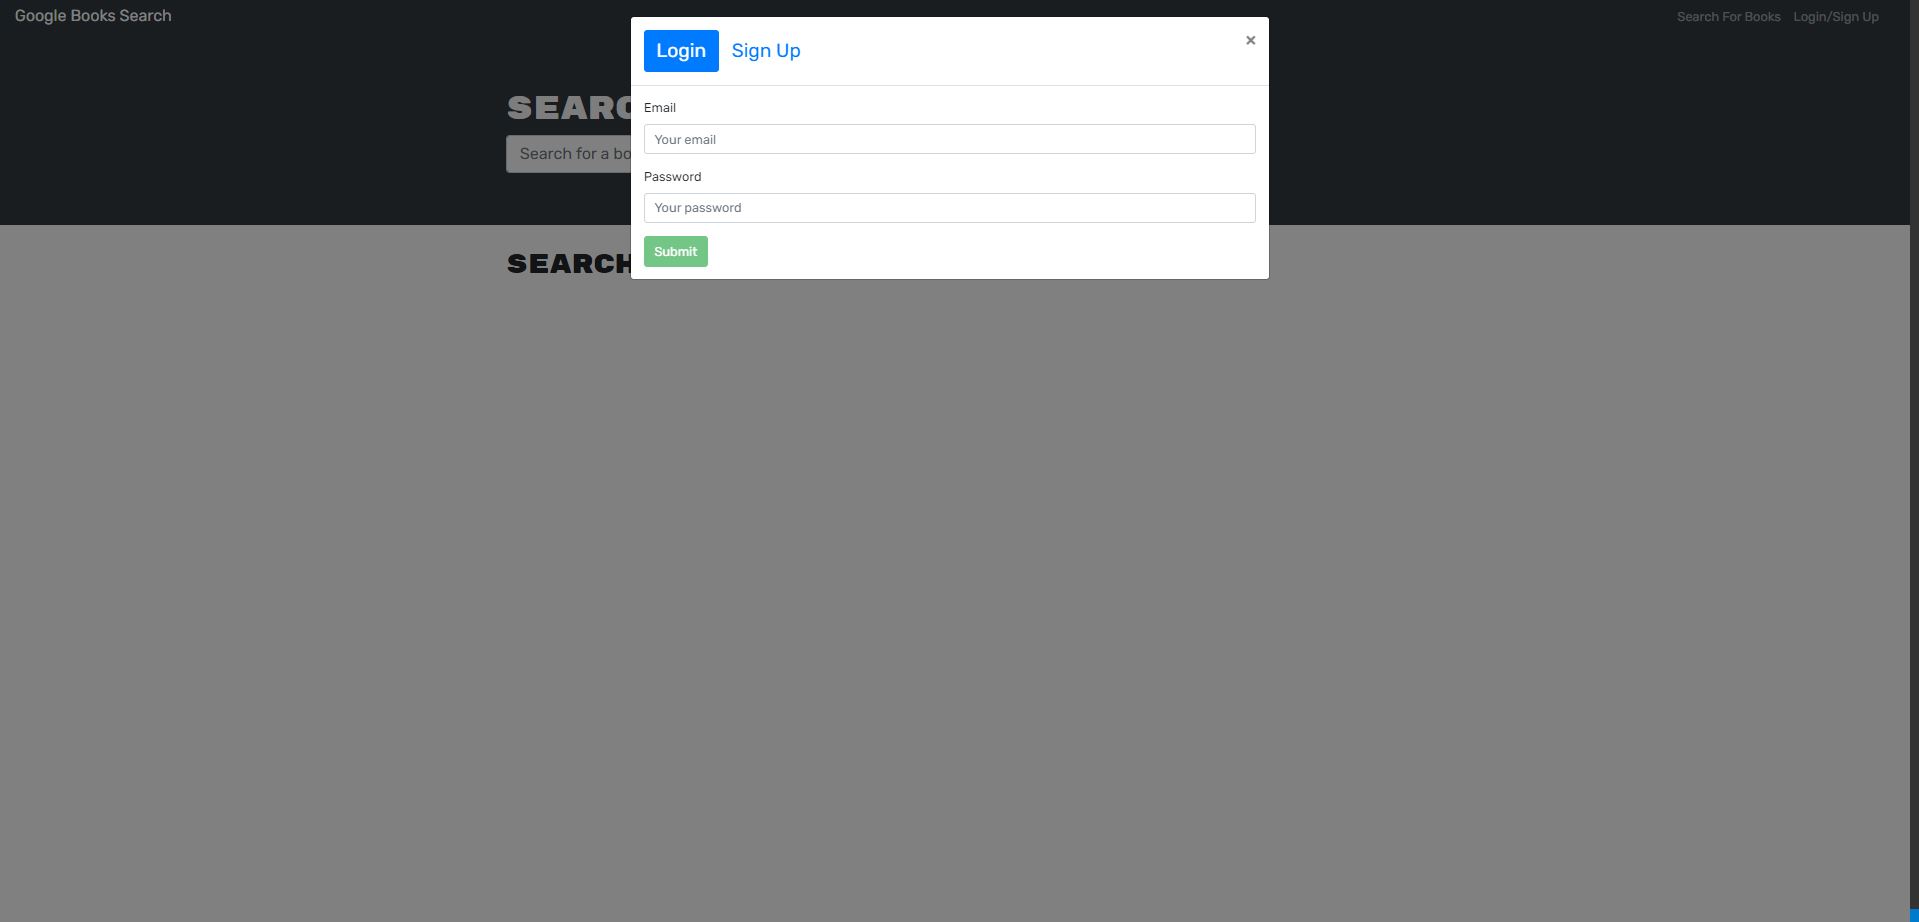 Google Books Search
Search For Books
Login/Sign Up
Login
Sign Up
×
Email
Your email
Password
Your password
Submit
SEARC
Search for a bo
SEARCH